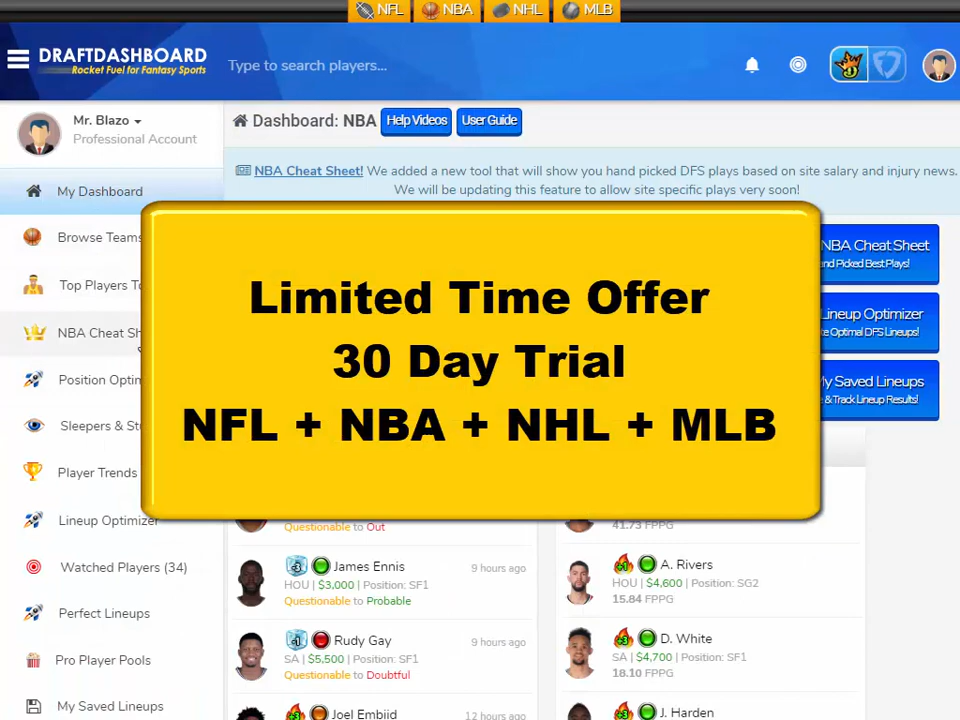 NFL NBA NHL MLB
DRAFTDASHBOARD
Rocket Fuel for Fantasy Sports
Type to search players...
Mr. Blazo
Professional Account
Dashboard: NBA Help Videos User Guide
NBA Cheat Sheet! We added a new tool that will show you hand picked DFS plays based on site salary and injury news.
We will be updating this feature to allow site specific plays very soon!
My Dashboard
Browse Teams
Top Players
NBA Cheat
Position
Sleepers &
Player Trends
Lineup Optimizer
Watched Players (34)
Perfect Lineups
Pro Player Pools
My Saved Lineups
Limited Time Offer
30 Day Trial
NFL + NBA + NHL + MLB
NBA Cheat Sheet
Picked Best Plays!
Lineup Optimizer
Optimal DFS Lineups!
My Saved Lineups
& Track Lineup Results!
Questionable to Out
James Ennis 9 hours ago
HOU | $3,000 | Position: SF1
Questionable to Probable
Rudy Gay 9 hours ago
SA | $5,500 | Position: SF1
Questionable to Doubtful
Joel Embiid 12 hours ago
41.73 FPPG
A. Rivers
HOU | $4,600 | Position: SG2
15.84 FPPG
D. White
SA | $4,700 | Position: SF1
18.10 FPPG
J. Harden